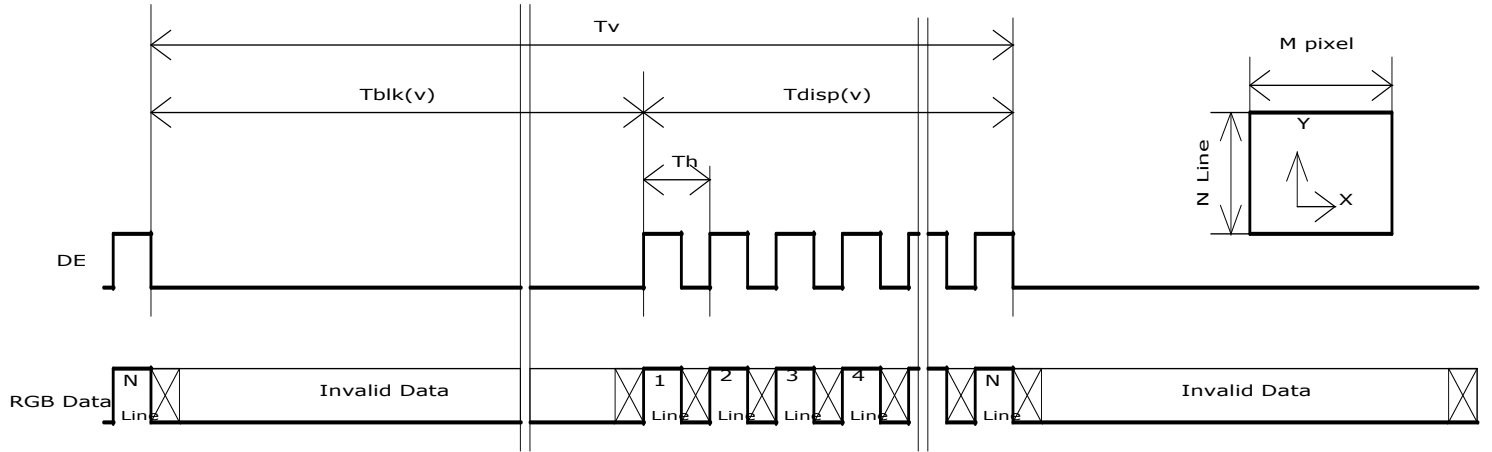 Tv
M pixel
Tblk(v)
Tdisp(v)
Y
N Line
Th
X
DE
RGB Data
N
Line
Invalid Data
1
Line
2
Line
3
Line
4
Line
N
Line
Invalid Data